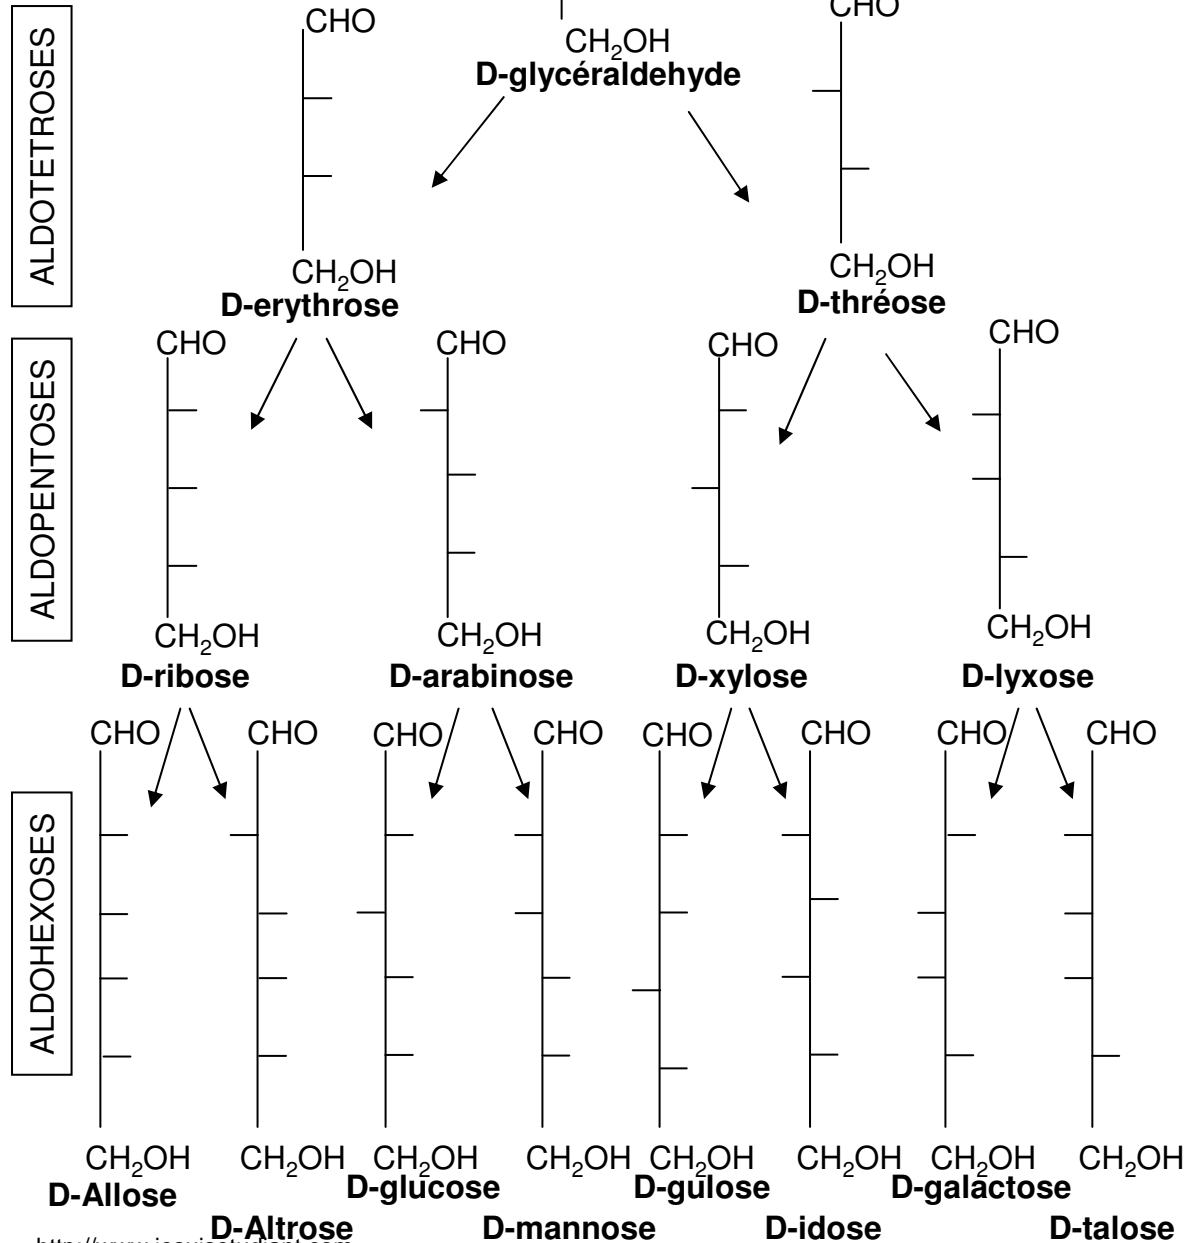 CHO
CHO
CH2OH
D-glycéraldehyde
ALDOTETROSES
CH2OH
D-erythrose
CH2OH
D-thréose
CHO
CHO
CHO
CHO
ALDOPENTOSES
CH2OH
CH2OH
CH2OH
CH2OH
D-ribose
D-arabinose
D-xylose
D-lyxose
CHO
CHO
CHO
CHO
CHO
CHO
CHO
CHO
ALDOHEXOSES
CH2OH
CH2OH
CH2OH
CH2OH
CH2OH
CH2OH
CH2OH
CH2OH
D-Allose
D-glucose
D-gulose
D-galactose
D-Altrose
D-mannose
D-idose
D-talose